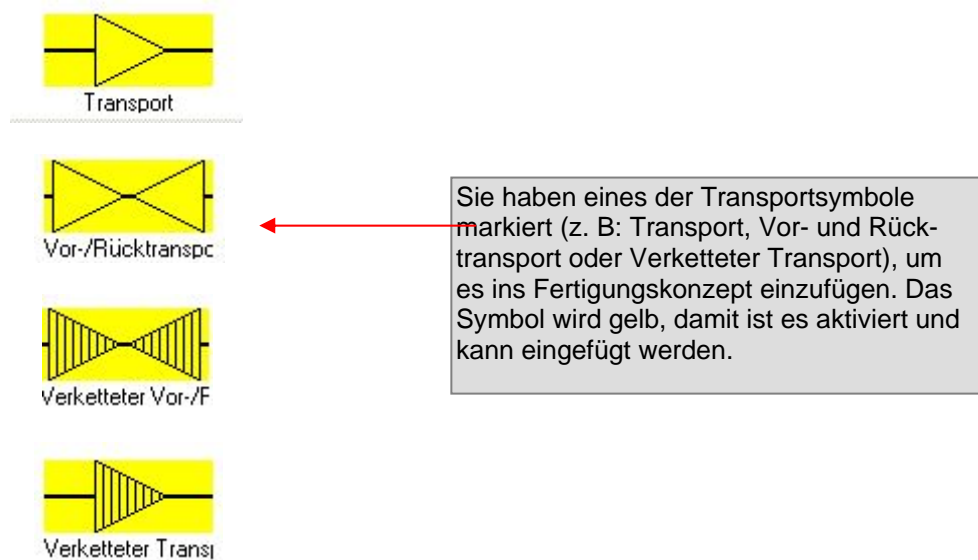 Transport
Vor-/Rücktranspo
Verketteter Vor-/F
Verketteter Transp
Sie haben eines der Transportsymbole
markiert (z. B: Transport, Vor- und Rück-
transport oder Verketteter Transport), um
es ins Fertigungskonzept einzufügen. Das
Symbol wird gelb, damit ist es aktiviert und
kann eingefügt werden.